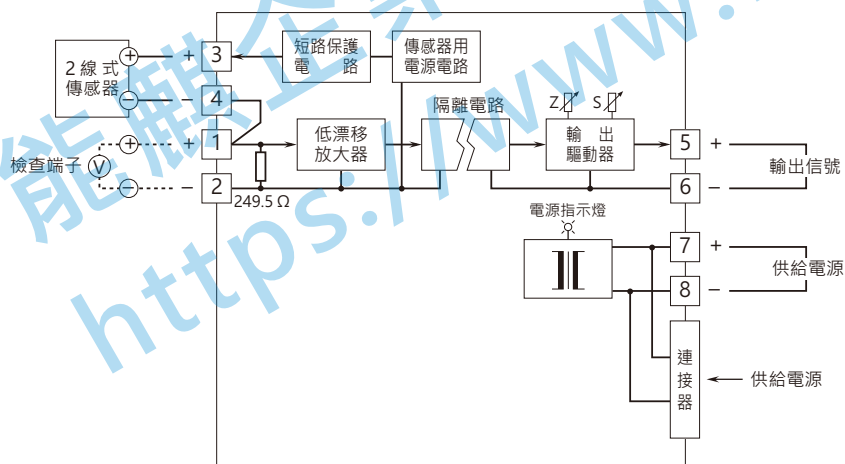 能麒企業
https://www.
2 線 式
傳感器
+
−
+ 3
− 4
短路保護
電 路
傳感器用
電源電路
隔離電路
Z
S
檢查端子
V
+
−
+ 1
− 2
249.5 Ω
低漂移
放大器
輸 出
驅動器
5 +
6 −
輸出信號
電源指示燈
7 +
8 −
供給電源
連
接
器
供給電源